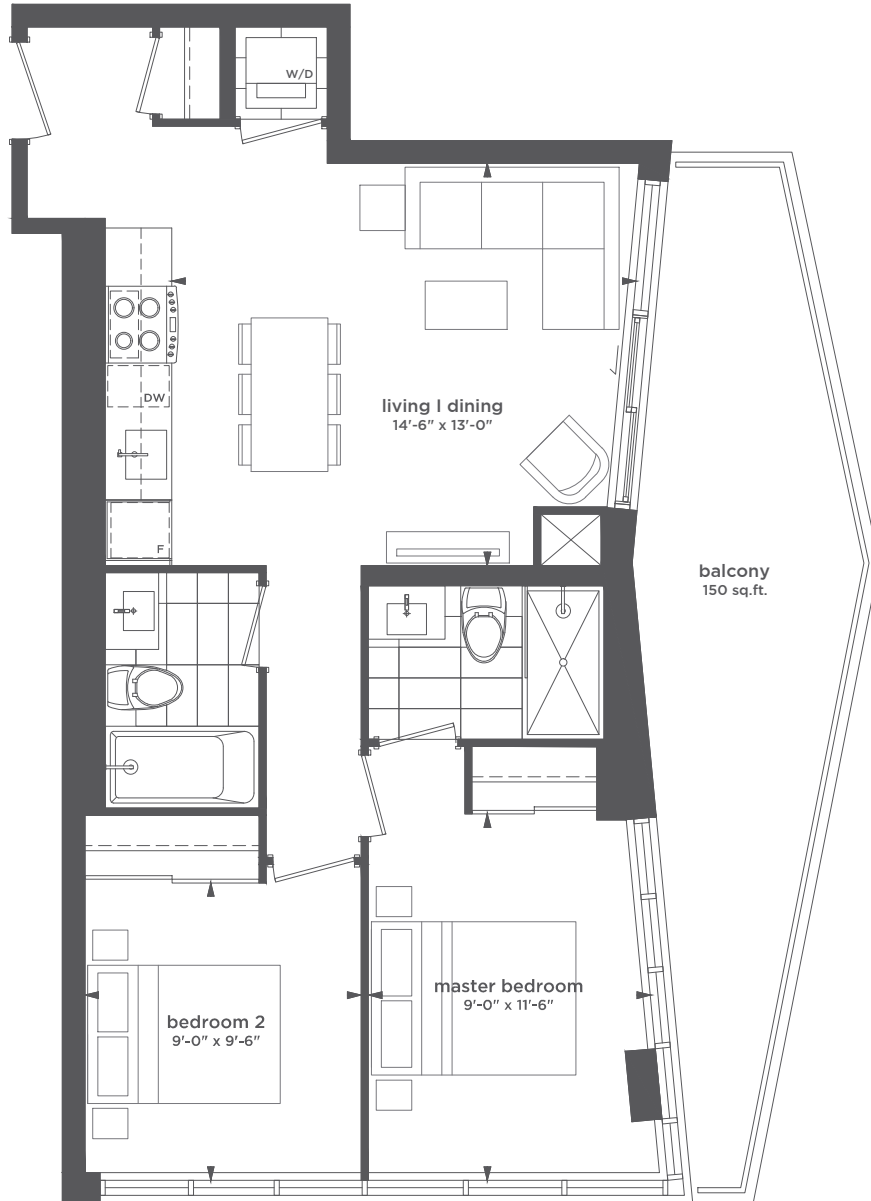 W/D
DW
living | dining
14'-6" x 13'-0"
F
balcony
150 sq.ft.
master bedroom
9'-0" x 11'-6"
bedroom 2
9'-0" x 9'-6"